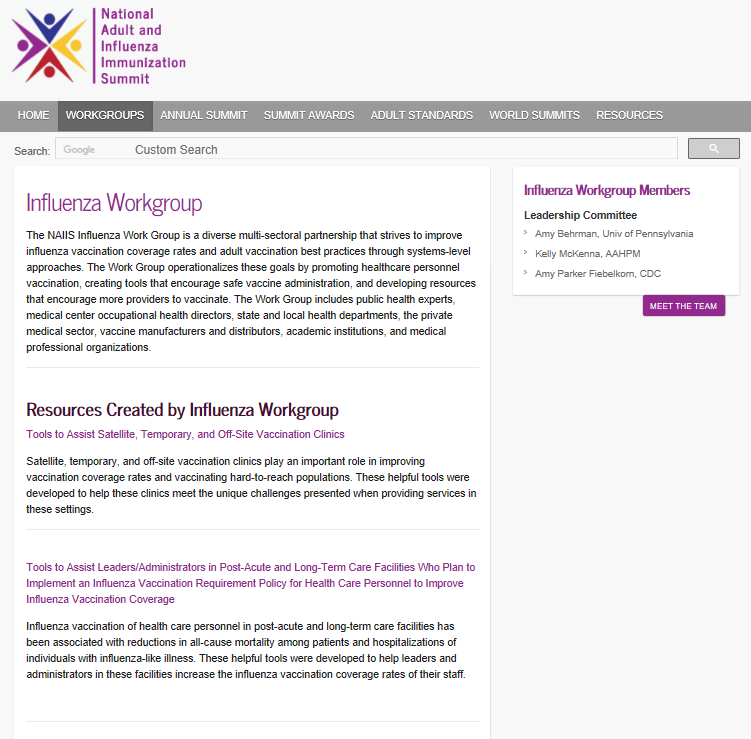 National
Adult and
Influenza
Immunization
Summit
HOME WORKGROUPS ANNUAL SUMMIT SUMMIT AWARDS ADULT STANDARDS WORLD SUMMITS RESOURCES
Search: Google Custom Search
Influenza Workgroup
The NAIIS Influenza Work Group is a diverse multi-sectoral partnership that strives to improve
influenza vaccination coverage rates and adult vaccination best practices through systems-level
approaches. The Work Group operationalizes these goals by promoting healthcare personnel
vaccination, creating tools that encourage safe vaccine administration, and developing resources
that encourage more providers to vaccinate. The Work Group includes public health experts,
medical center occupational health directors, state and local health departments, the private
medical sector, vaccine manufacturers and distributors, academic institutions, and medical
professional organizations.
Resources Created by Influenza Workgroup
Tools to Assist Satellite, Temporary, and Off-Site Vaccination Clinics
Satellite, temporary, and off-site vaccination clinics play an important role in improving
vaccination coverage rates and vaccinating hard-to-reach populations. These helpful tools were
developed to help these clinics meet the unique challenges presented when providing services in
these settings.
Tools to Assist Leaders/Administrators in Post-Acute and Long-Term Care Facilities Who Plan to
Implement an Influenza Vaccination Requirement Policy for Health Care Personnel to Improve
Influenza Vaccination Coverage
Influenza vaccination of health care personnel in post-acute and long-term care facilities has
been associated with reductions in all-cause mortality among patients and hospitalizations of
individuals with influenza-like illness. These helpful tools were developed to help leaders and
administrators in these facilities increase the influenza vaccination coverage rates of their staff.
Influenza Workgroup Members
Leadership Committee
Amy Behrman, Univ of Pennsylvania
Kelly McKenna, AAHPM
Amy Parker Fiebelkorn, CDC
MEET THE TEAM